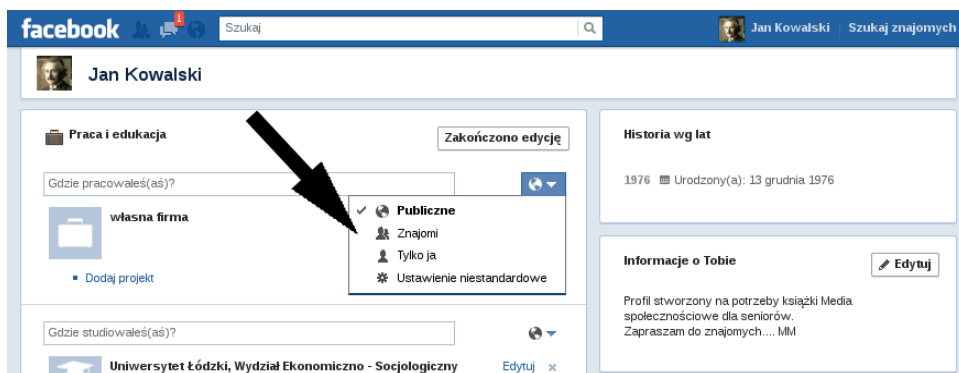 facebook
1
Szukaj
Jan Kowalski
Szukaj znajomych
Jan Kowalski
Praca i edukacja
Zakończono edycję
Gdzie pracowałeś(aś)?
własna firma
Dodaj projekt
Publiczne
Znajomi
Tylko ja
Ustawienie niestandardowe
Gdzie studiowałeś(aś)?
Uniwersytet Łódzki, Wydział Ekonomiczno - Socjologiczny
Edytuj
Historia wg lat
1976 Urodzony(a): 13 grudnia 1976
Informacje o Tobie
Edytuj
Profil stworzony na potrzeby książki Media
społecznościowe dla seniorów.
Zapraszam do znajomych.... MM